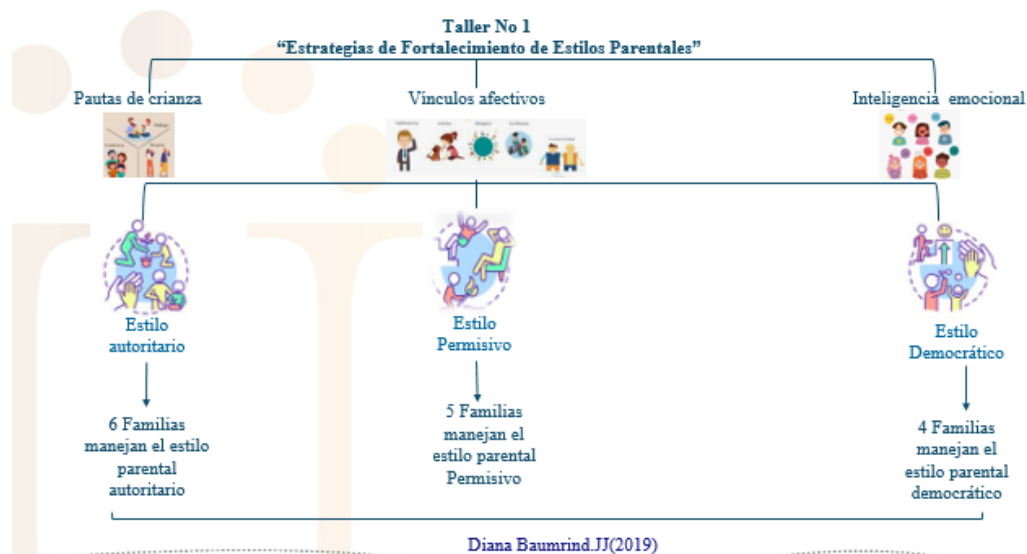 Taller No 1
“Estrategias de Fortalecimiento de Estilos Parentales”
Pautas de crianza
Vínculos afectivos
Inteligencia emocional
Estilo
autoritario
Estilo
Permisivo
Estilo
Democrático
6 Familias
manejan el estilo
parental
autoritario
5 Familias
manejan el
estilo parental
Permisivo
4 Familias
manejan el
estilo parental
democrático
Diana Baumrind.JJ(2019)